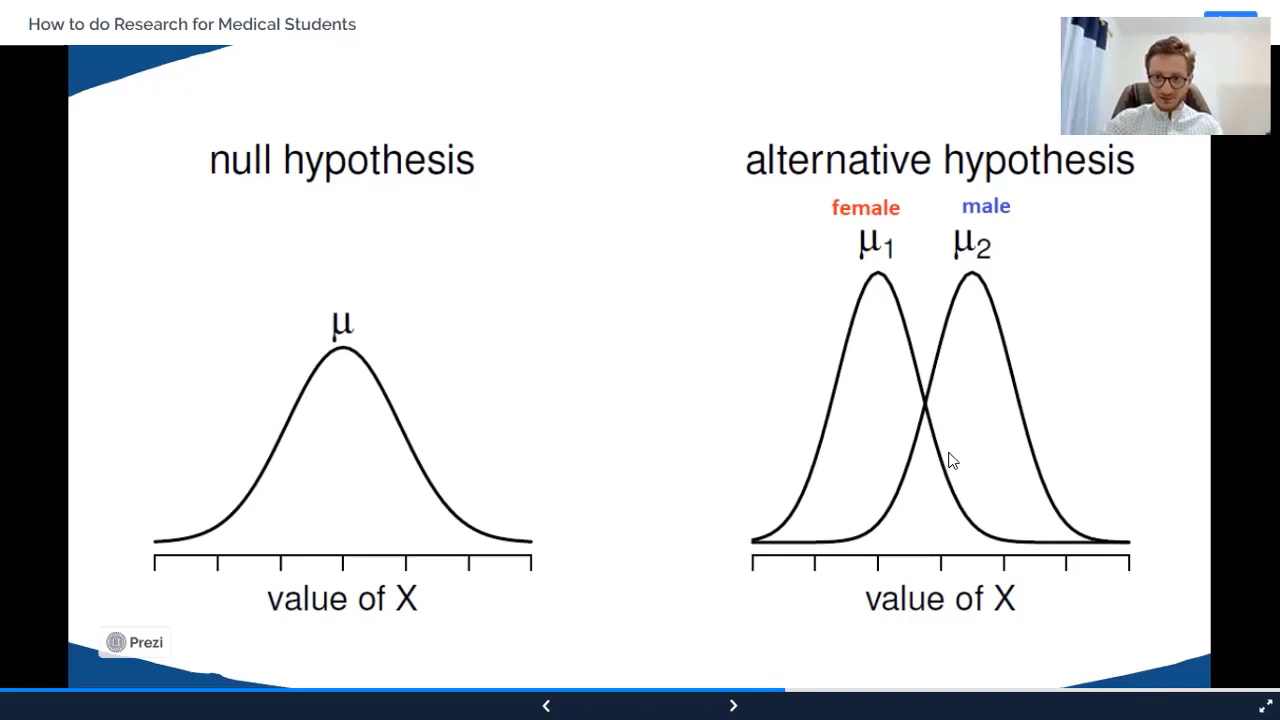 How to do Research for Medical Students
null hypothesis
alternative hypothesis
female male
μ1 μ2
μ
value of X
value of X
Prezi